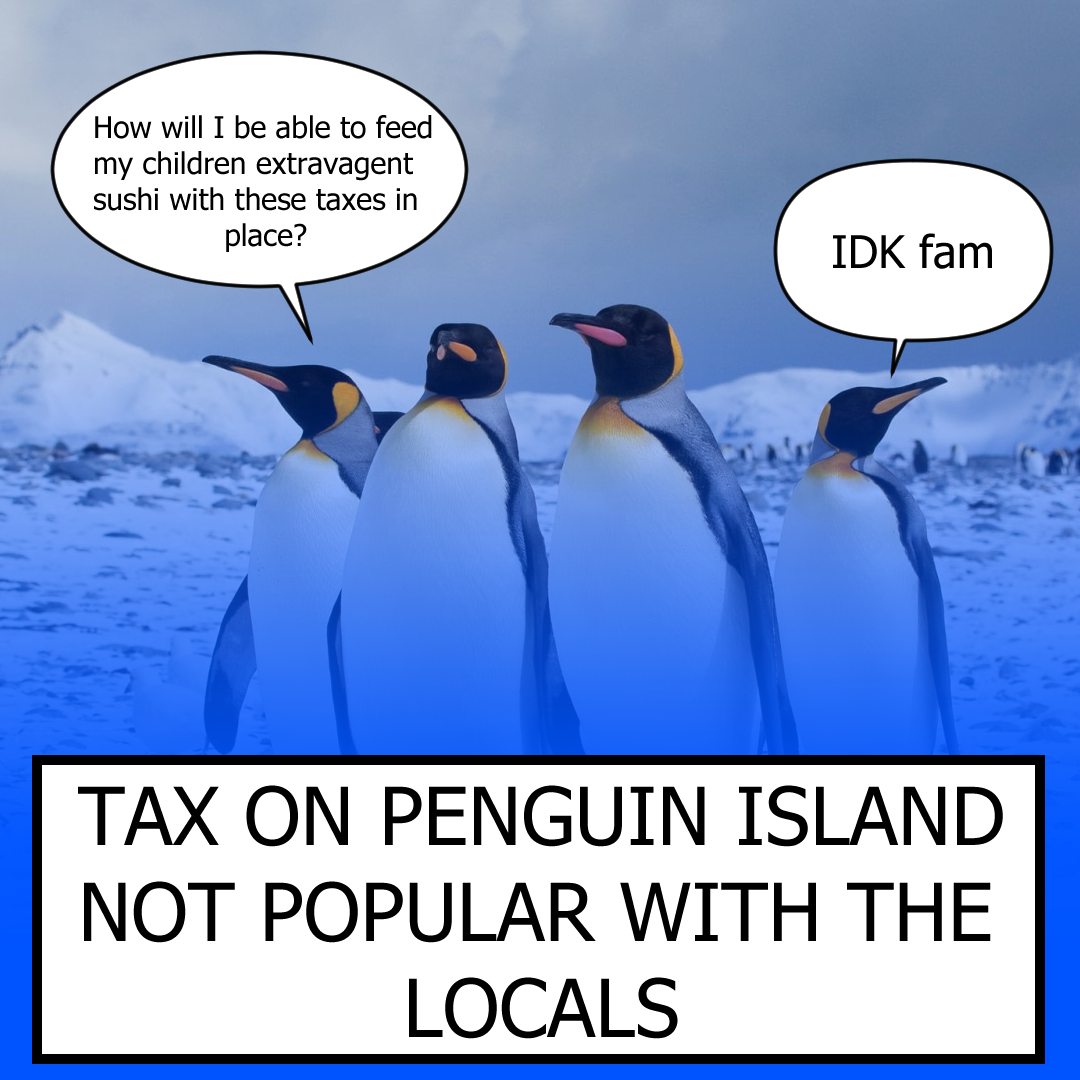 How will I be able to feed
my children extravagent
sushi with these taxes in
place?
IDK fam
TAX ON PENGUIN ISLAND
NOT POPULAR WITH THE
LOCALS